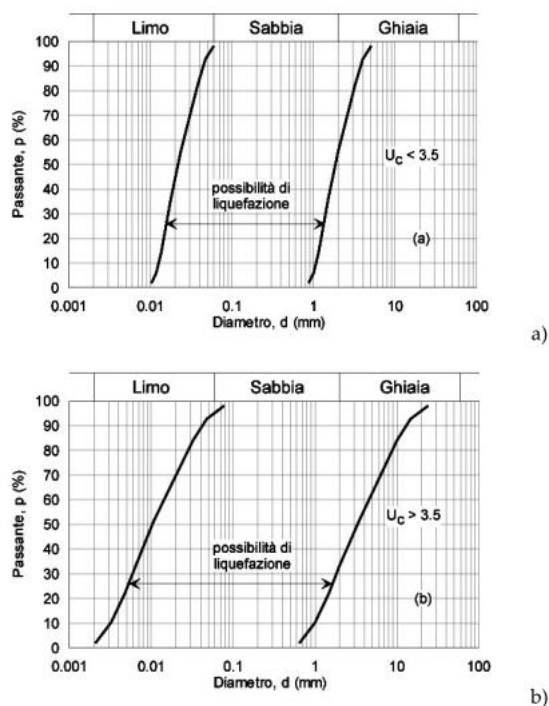 Limo Sabbia Ghiaia
100
90
80
70
60
50
40
30
20
10
0
Passante, p (%)
U_C < 3.5
possibilità di
liquefazione
(a)
0.001 0.01 0.1 1 10 100
Diametro, d (mm)
a)
Limo Sabbia Ghiaia
100
90
80
70
60
50
40
30
20
10
0
Passante, p (%)
U_C > 3.5
possibilità di
liquefazione
(b)
0.001 0.01 0.1 1 10 100
Diametro, d (mm)
b)